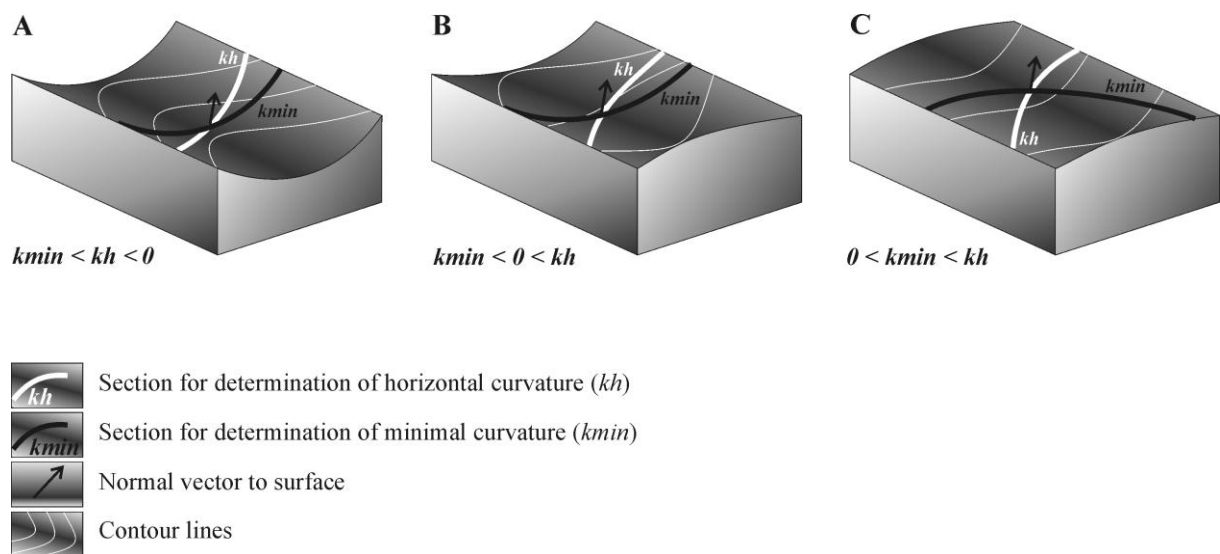 A
kh
kmin
kmin < kh < 0
B
kh
kmin
kmin < 0 < kh
C
kmin
kh
0 < kmin < kh
kh
Section for determination of horizontal curvature (kh)
kmin
Section for determination of minimal curvature (kmin)
Normal vector to surface
Contour lines